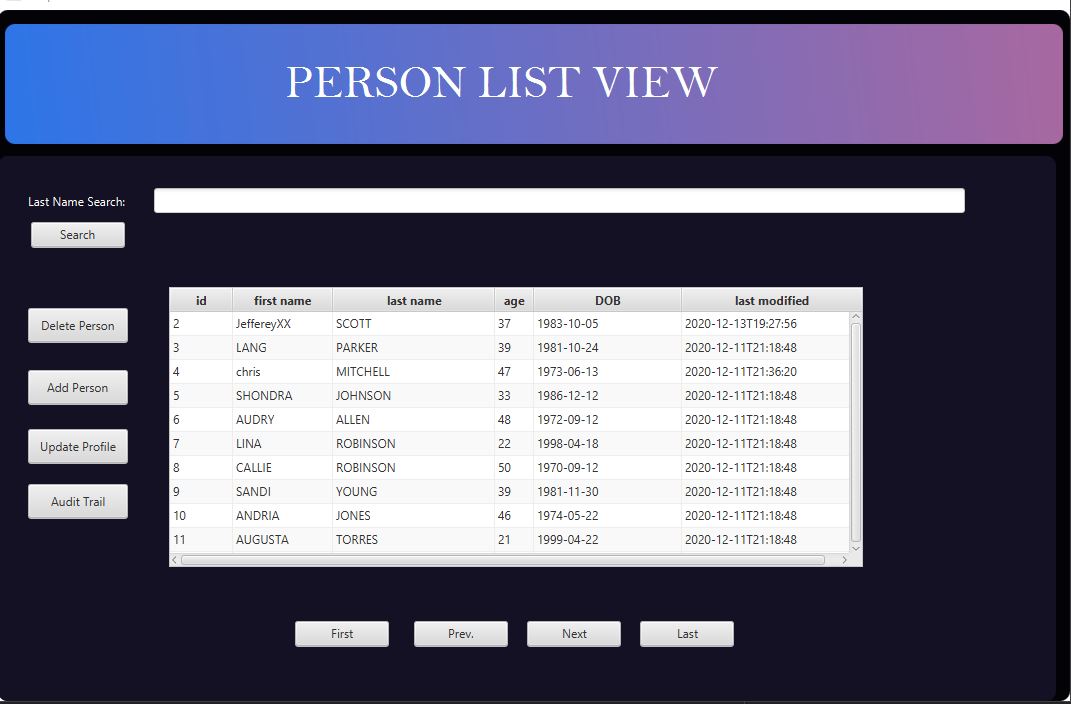 PERSON LIST VIEW
Last Name Search:
Search
Delete Person
Add Person
Update Profile
Audit Trail
id first name last name age DOB last modified
2 JeffereyXX SCOTT 37 1983-10-05 2020-12-13T19:27:56
3 LANG PARKER 39 1981-10-24 2020-12-11T21:18:48
4 chris MITCHELL 47 1973-06-13 2020-12-11T21:36:20
5 SHONDRA JOHNSON 33 1986-12-12 2020-12-11T21:18:48
6 AUDRY ALLEN 48 1972-09-12 2020-12-11T21:18:48
7 LINA ROBINSON 22 1998-04-18 2020-12-11T21:18:48
8 CALLIE ROBINSON 50 1970-09-12 2020-12-11T21:18:48
9 SANDI YOUNG 39 1981-11-30 2020-12-11T21:18:48
10 ANDRIA JONES 46 1974-05-22 2020-12-11T21:18:48
11 AUGUSTA TORRES 21 1999-04-22 2020-12-11T21:18:48
First Prev. Next Last